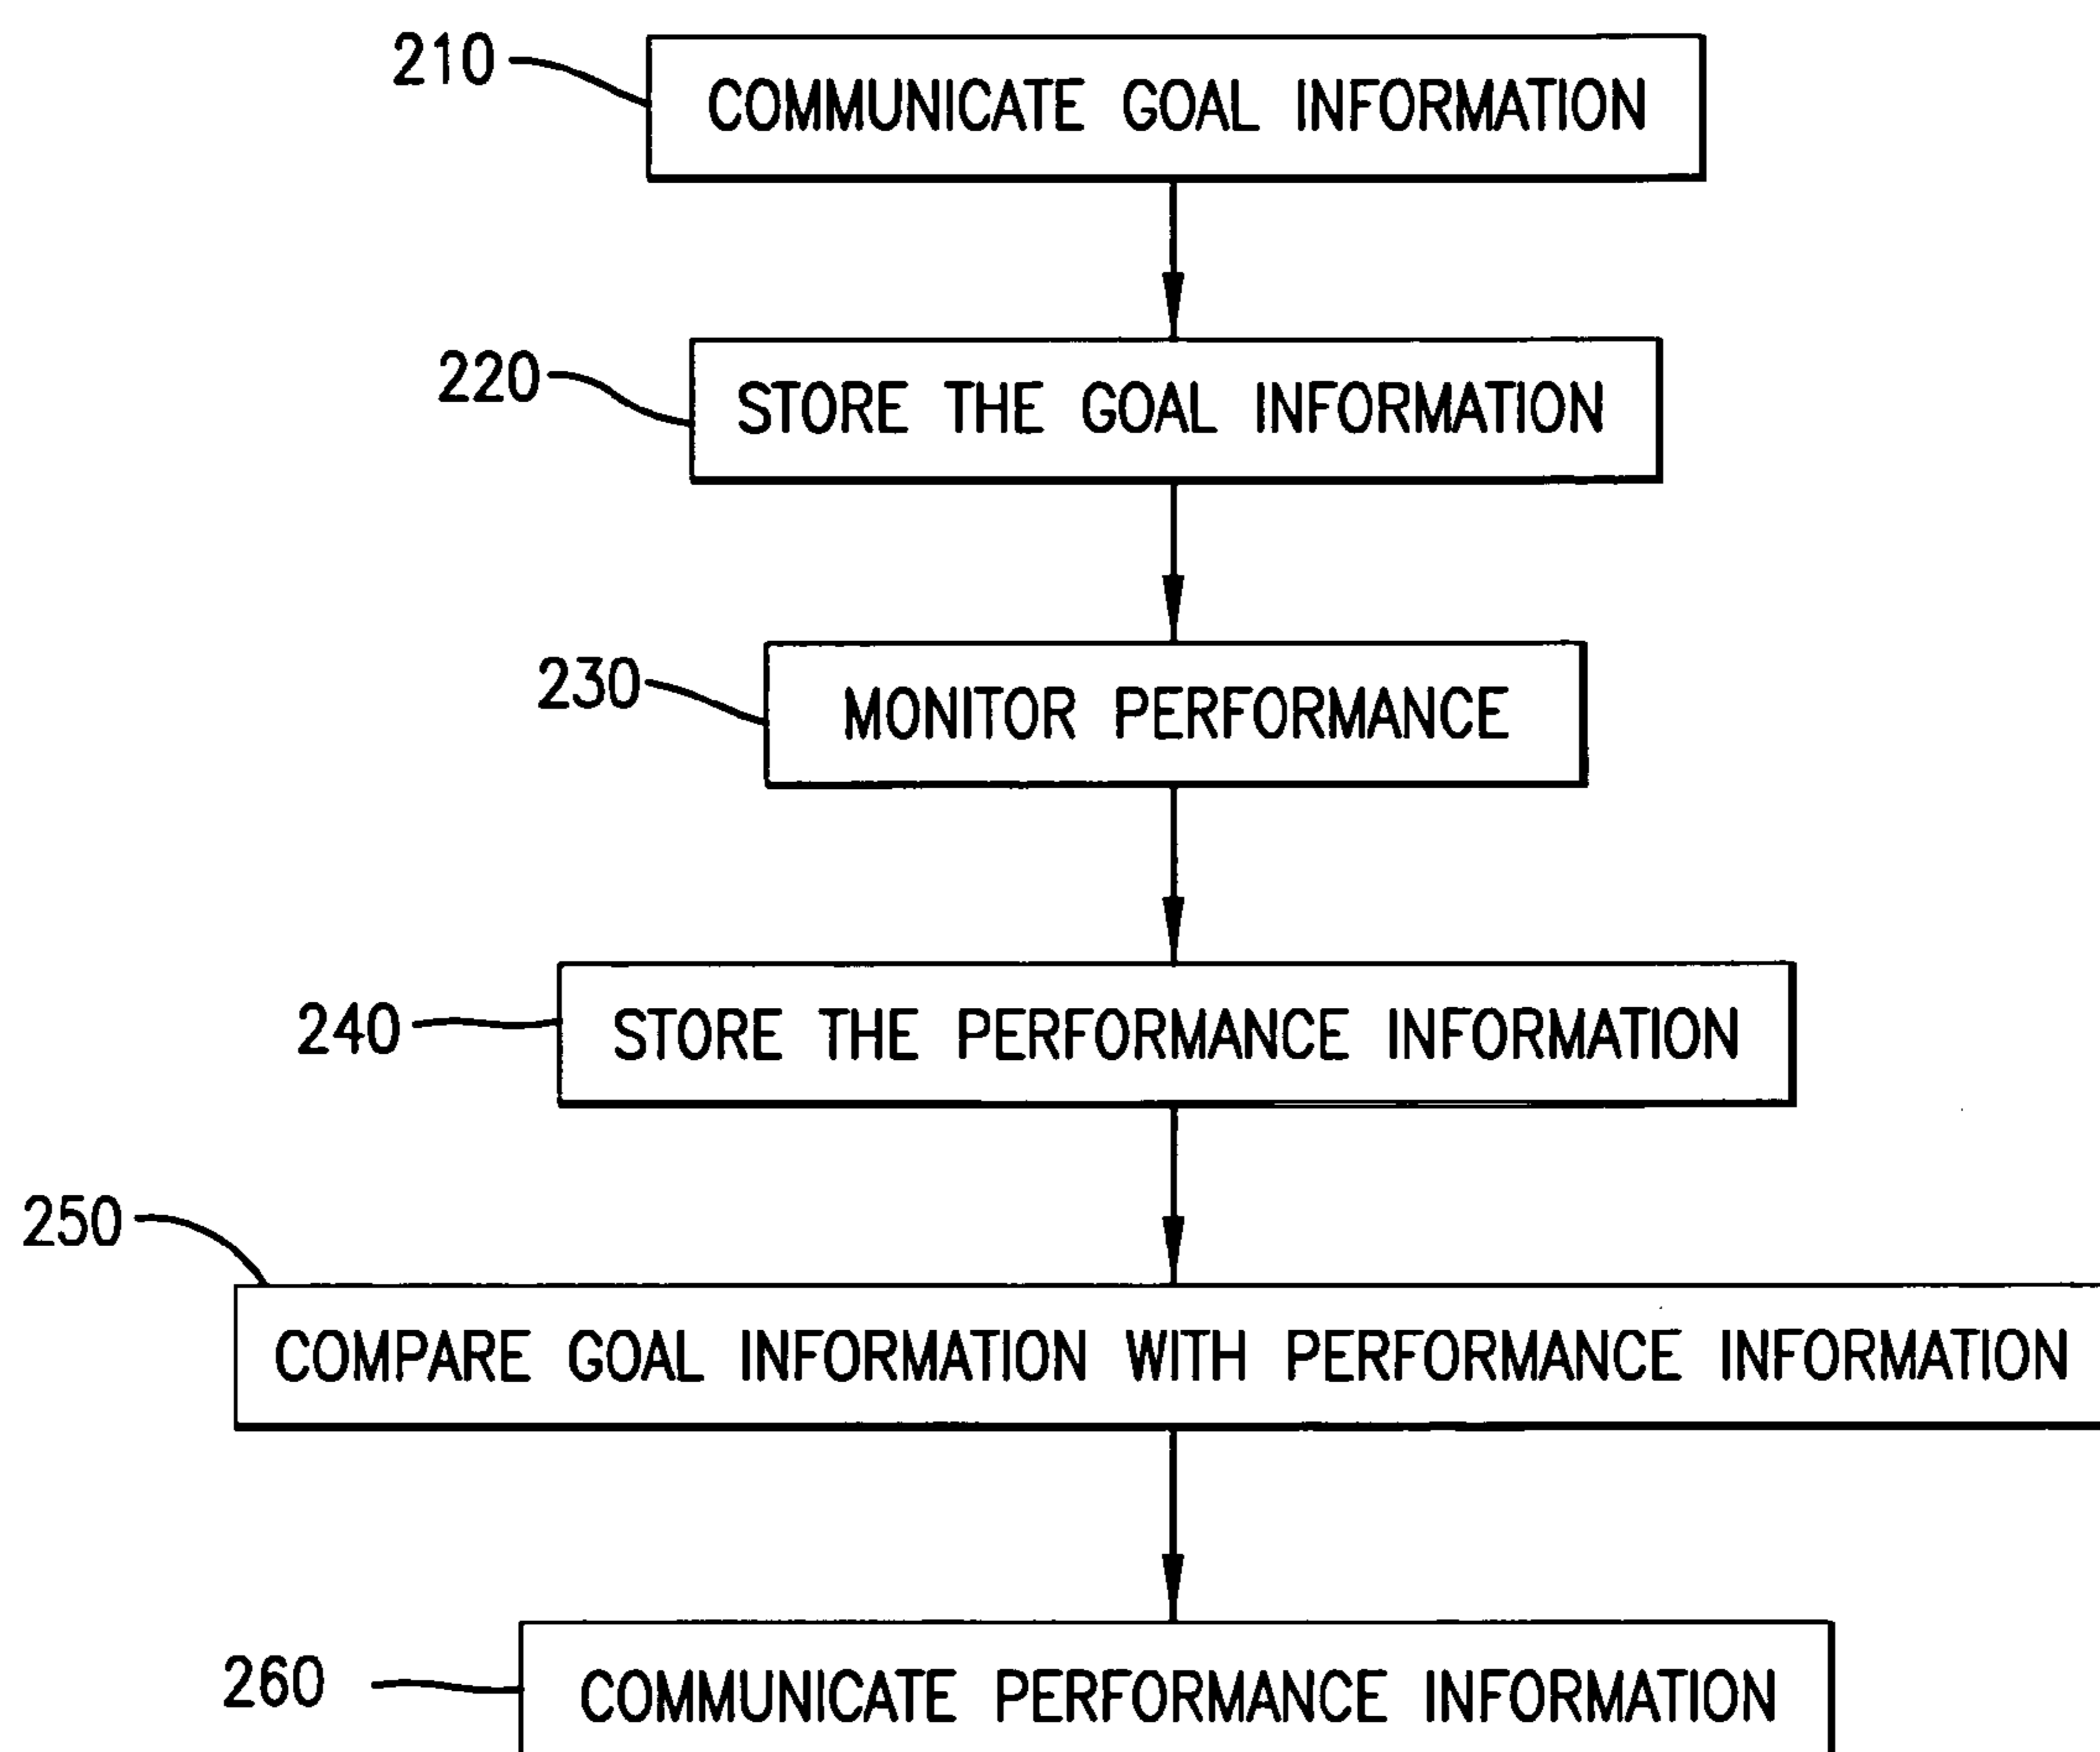 210
COMMUNICATE GOAL INFORMATION
220
STORE THE GOAL INFORMATION
230
MONITOR PERFORMANCE
240
STORE THE PERFORMANCE INFORMATION
250
COMPARE GOAL INFORMATION WITH PERFORMANCE INFORMATION
260
COMMUNICATE PERFORMANCE INFORMATION